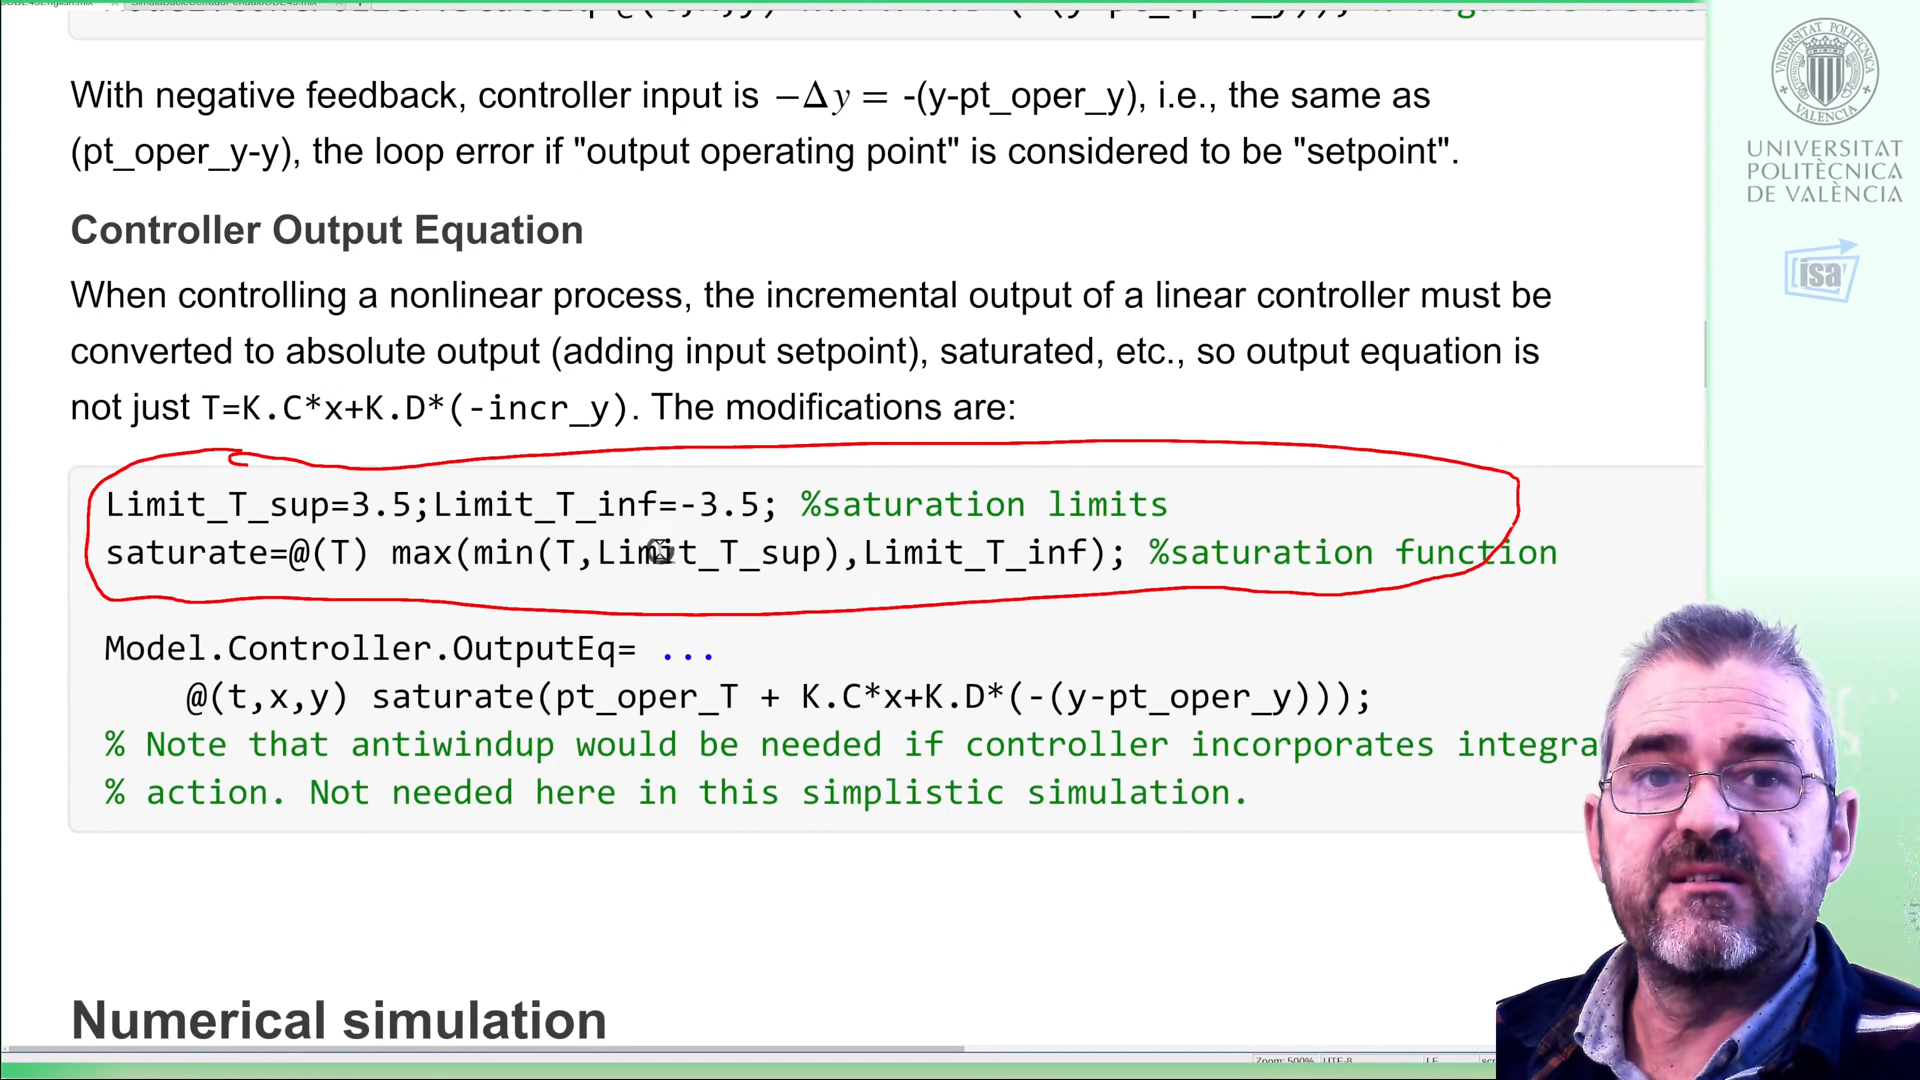 With negative feedback, controller input is −Δy = -(y-pt_oper_y), i.e., the same as
(pt_oper_y-y), the loop error if "output operating point" is considered to be "setpoint".
Controller Output Equation
When controlling a nonlinear process, the incremental output of a linear controller must be
converted to absolute output (adding input setpoint), saturated, etc., so output equation is
not just T=K.C*x+K.D*(-incr_y). The modifications are:
Limit_T_sup=3.5;Limit_T_inf=-3.5; %saturation limits
saturate=@(T) max(min(T,Limit_T_sup),Limit_T_inf); %saturation function
Model.Controller.OutputEq= ...
@(t,x,y) saturate(pt_oper_T + K.C*x+K.D*(-(y-pt_oper_y)));
% Note that antiwindup would be needed if controller incorporates integra
% action. Not needed here in this simplistic simulation.
Numerical simulation
Zoom: 500% UTF-8 LF
UNIVERSITAT
POLITÈCNICA
DE VALÈNCIA
isa